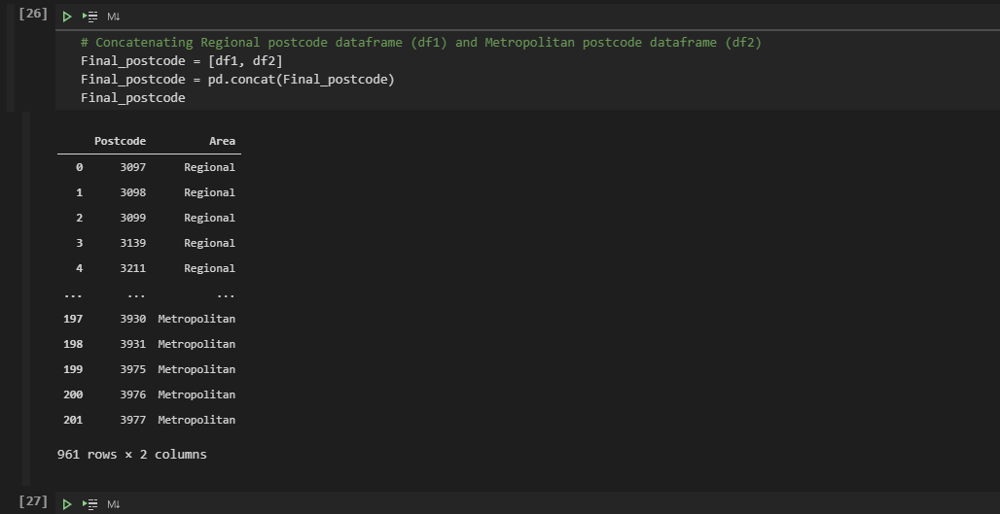 [26] M↓
# Concatenating Regional postcode dataframe (df1) and Metropolitan postcode dataframe (df2)
Final_postcode = [df1, df2]
Final_postcode = pd.concat(Final_postcode)
Final_postcode
Postcode Area
0 3097 Regional
1 3098 Regional
2 3099 Regional
3 3139 Regional
4 3211 Regional
... ... ...
197 3930 Metropolitan
198 3931 Metropolitan
199 3975 Metropolitan
200 3976 Metropolitan
201 3977 Metropolitan
961 rows × 2 columns
[27] M↓